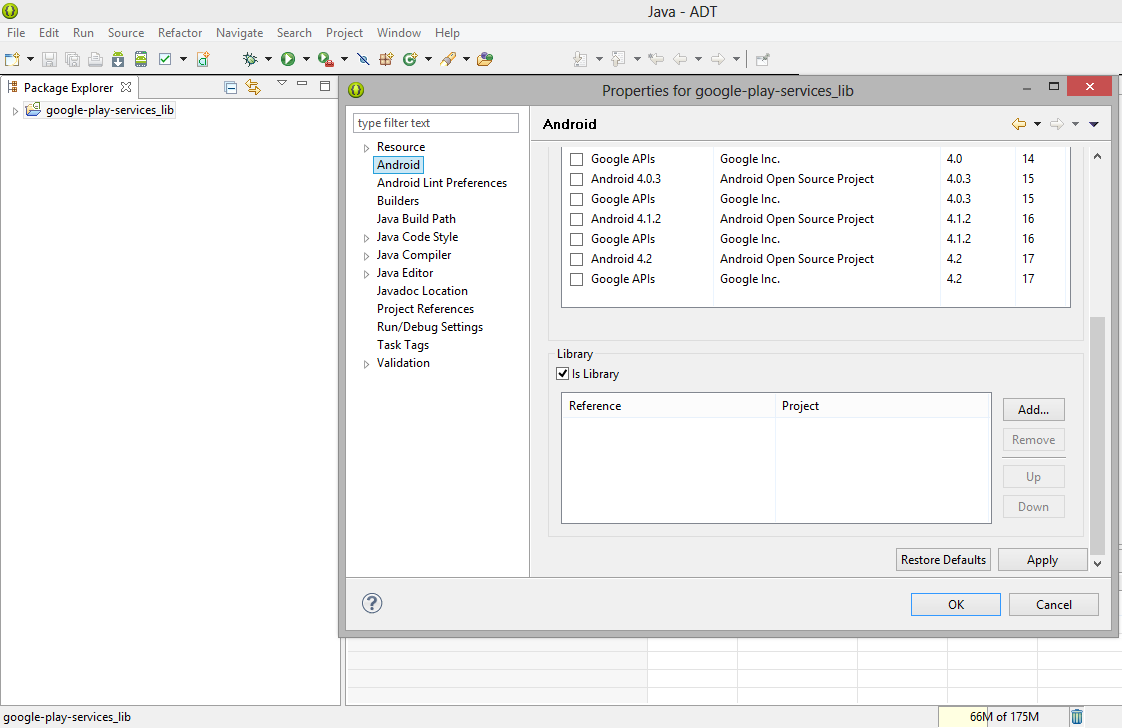 Java - ADT
File Edit Run Source Refactor Navigate Search Project Window Help
Package Explorer
google-play-services_lib
Properties for google-play-services_lib
type filter text
Resource
Android
Android Lint Preferences
Builders
Java Build Path
Java Code Style
Java Compiler
Java Editor
Javadoc Location
Project References
Run/Debug Settings
Task Tags
Validation
Android
Google APIs Google Inc. 4.0 14
Android 4.0.3 Android Open Source Project 4.0.3 15
Google APIs Google Inc. 4.0.3 15
Android 4.1.2 Android Open Source Project 4.1.2 16
Google APIs Google Inc. 4.1.2 16
Android 4.2 Android Open Source Project 4.2 17
Google APIs Google Inc. 4.2 17
Library
Is Library
Reference Project
Add...
Remove
Up
Down
Restore Defaults Apply
?
OK Cancel
google-play-services_lib
66M of 175M